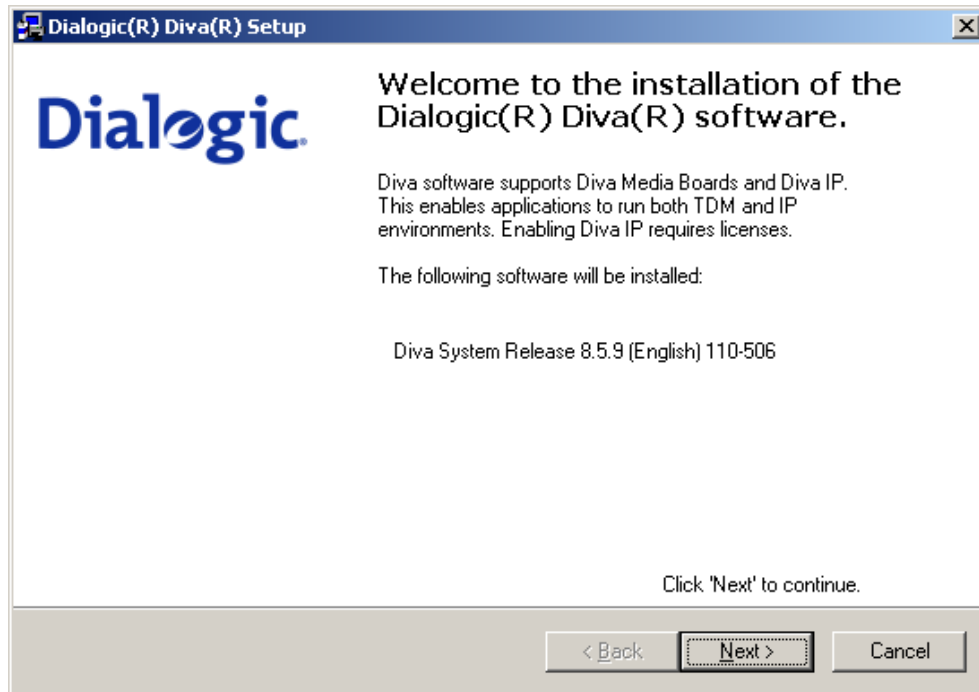 Dialogic(R) Diva(R) Setup
Dialogic.
Welcome to the installation of the
Dialogic(R) Diva(R) software.
Diva software supports Diva Media Boards and Diva IP.
This enables applications to run both TDM and IP
environments. Enabling Diva IP requires licenses.
The following software will be installed:
Diva System Release 8.5.9 (English) 110-506
Click 'Next' to continue.
< Back
Next >
Cancel